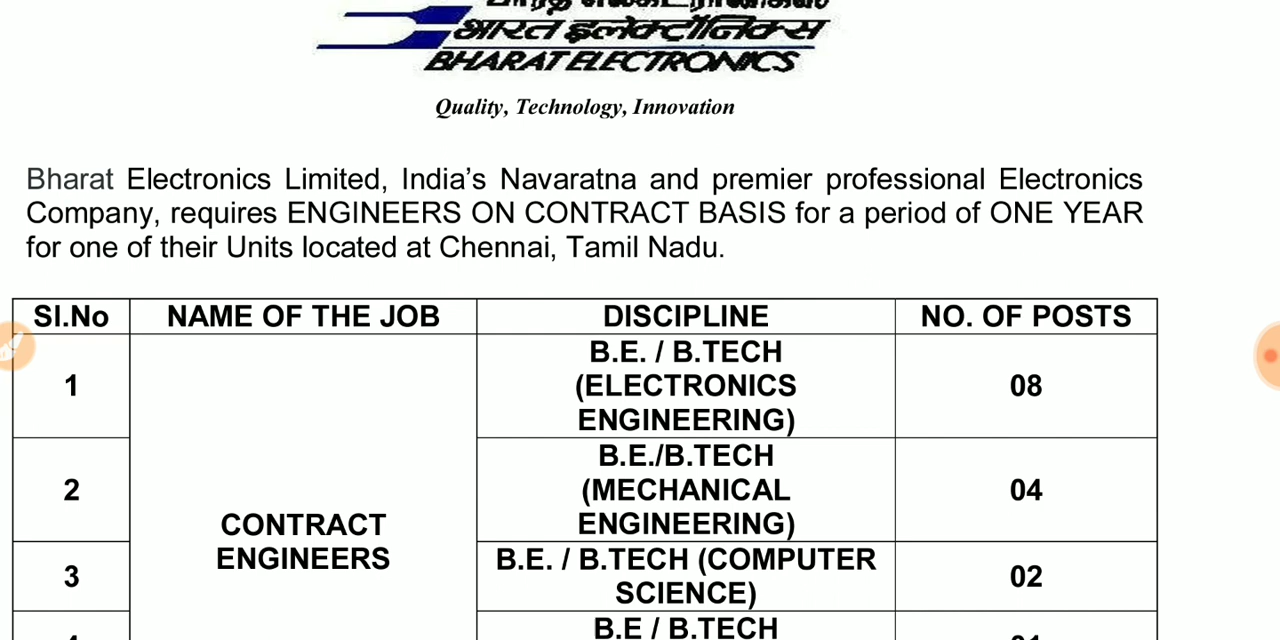 भारत इलेक्ट्रॉनिक्स
BHARAT ELECTRONICS
Quality, Technology, Innovation
Bharat Electronics Limited, India’s Navaratna and premier professional Electronics
Company, requires ENGINEERS ON CONTRACT BASIS for a period of ONE YEAR
for one of their Units located at Chennai, Tamil Nadu.
SI.No NAME OF THE JOB DISCIPLINE NO. OF POSTS
1
B.E. / B.TECH
(ELECTRONICS
ENGINEERING)
08
2
B.E./B.TECH
(MECHANICAL
ENGINEERING)
04
CONTRACT
ENGINEERS
3
B.E. / B.TECH (COMPUTER
SCIENCE)
02
B.E / B.TECH